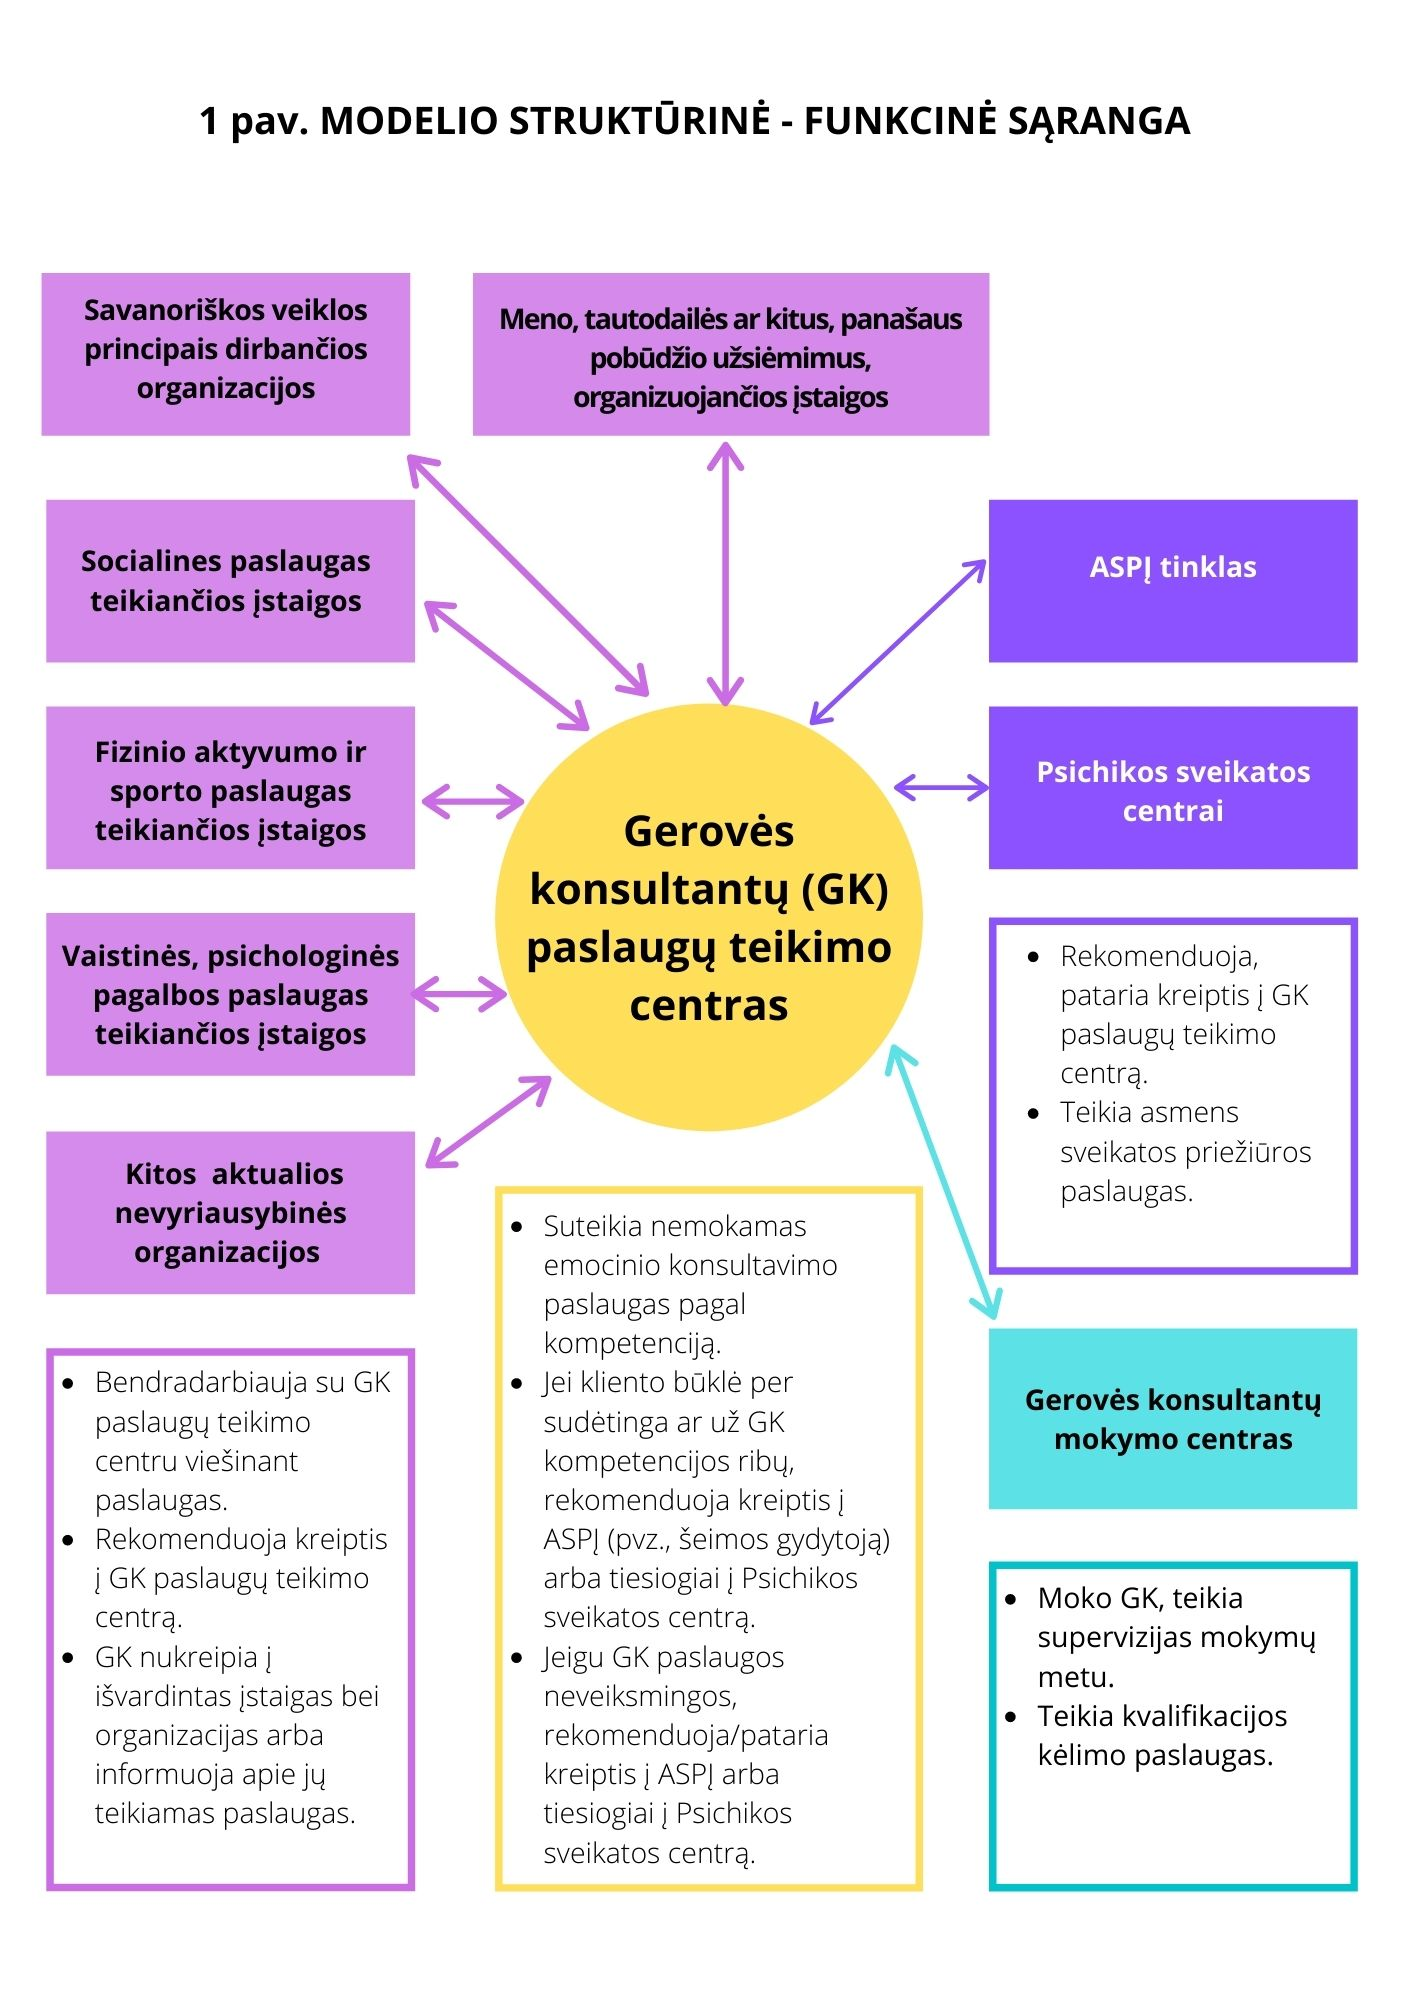 1 pav. MODELIO STRUKTŪRINĖ - FUNKCINĖ SĄRANGA
Savanoriškos veiklos
principais dirbančios
organizacijos
Meno, tautodailės ar kitus, panašaus
pobūdžio užsiėmimus,
organizuojančios įstaigos
Socialines paslaugas
teikiančios įstaigos
ASPĮ tinklas
Fizinio aktyvumo ir
sporto paslaugas
teikiančios įstaigos
Psichikos sveikatos
centrai
Gerovės
konsultantų (GK)
paslaugų teikimo
centras
Vaistinės, psichologinės
pagalbos paslaugas
teikiančios įstaigos
• Rekomenduoja,
pataria kreiptis į GK
paslaugų teikimo
centrą.
• Teikia asmens
sveikatos priežiūros
paslaugas.
Kitos aktualios
nevyriausybinės
organizacijos
• Bendradarbiauja su GK
paslaugų teikimo
centru viešinant
paslaugas.
• Rekomenduoja kreiptis
į GK paslaugų teikimo
centrą.
• GK nukreipia į
išvardintas įstaigas bei
organizacijas arba
informuoja apie jų
teikiamas paslaugas.
• Suteikia nemokamas
emocinio konsultavimo
paslaugas pagal
kompetenciją.
• Jei kliento būklė per
sudėtinga ar už GK
kompetencijos ribų,
rekomenduoja kreiptis į
ASPĮ (pvz., šeimos gydytoją)
arba tiesiogiai į Psichikos
sveikatos centrą.
• Jeigu GK paslaugos
neveiksmingos,
rekomenduoja/pataria
kreiptis į ASPĮ arba
tiesiogiai į Psichikos
sveikatos centrą.
Gerovės konsultantų
mokymo centras
• Moko GK, teikia
supervizijas mokymų
metu.
• Teikia kvalifikacijos
kėlimo paslaugas.